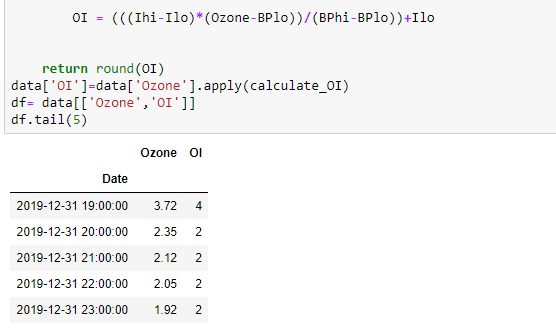 OI = (((Ihi-Ilo)*(Ozone-BPlo))/(BPhi-BPlo))+Ilo
return round(OI)
data['OI']=data['Ozone'].apply(calculate_OI)
df= data[['Ozone','OI']]
df.tail(5)
Ozone OI
Date
2019-12-31 19:00:00 3.72 4
2019-12-31 20:00:00 2.35 2
2019-12-31 21:00:00 2.12 2
2019-12-31 22:00:00 2.05 2
2019-12-31 23:00:00 1.92 2